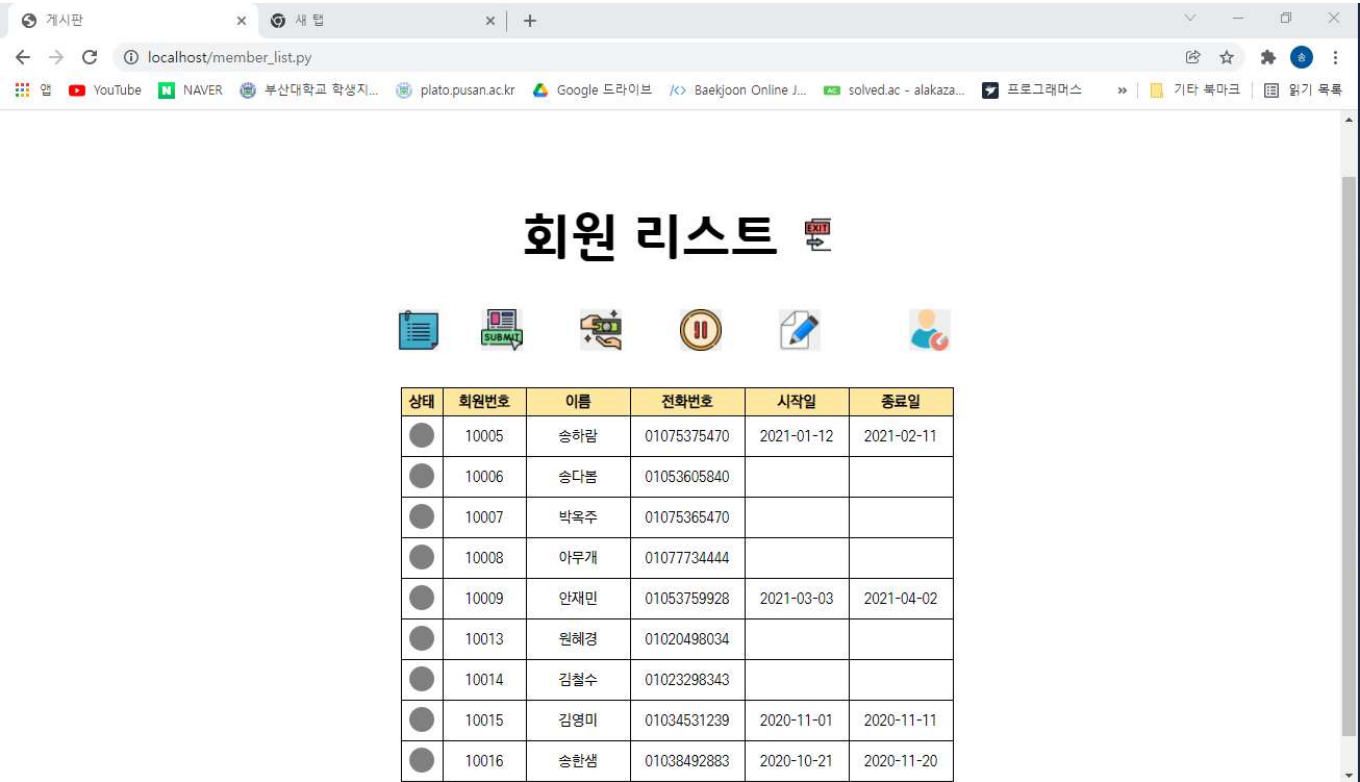 게시판 새 탭
localhost/member_list.py
앱 YouTube NAVER 부산대학교 학생지... plato.pusan.ac.kr Google 드라이브 Baekjoon Online J... solved.ac - alakaza... 프로그래머스 » 기타 북마크 읽기 목록
회원 리스트 EXIT
SUBMIT
상태 회원번호 이름 전화번호 시작일 종료일
10005 송하람 01075375470 2021-01-12 2021-02-11
10006 송다봄 01053605840
10007 박옥주 01075365470
10008 아무개 01077734444
10009 안재민 01053759928 2021-03-03 2021-04-02
10013 원혜경 01020498034
10014 김철수 01023298343
10015 김영미 01034531239 2020-11-01 2020-11-11
10016 송한샘 01038492883 2020-10-21 2020-11-20